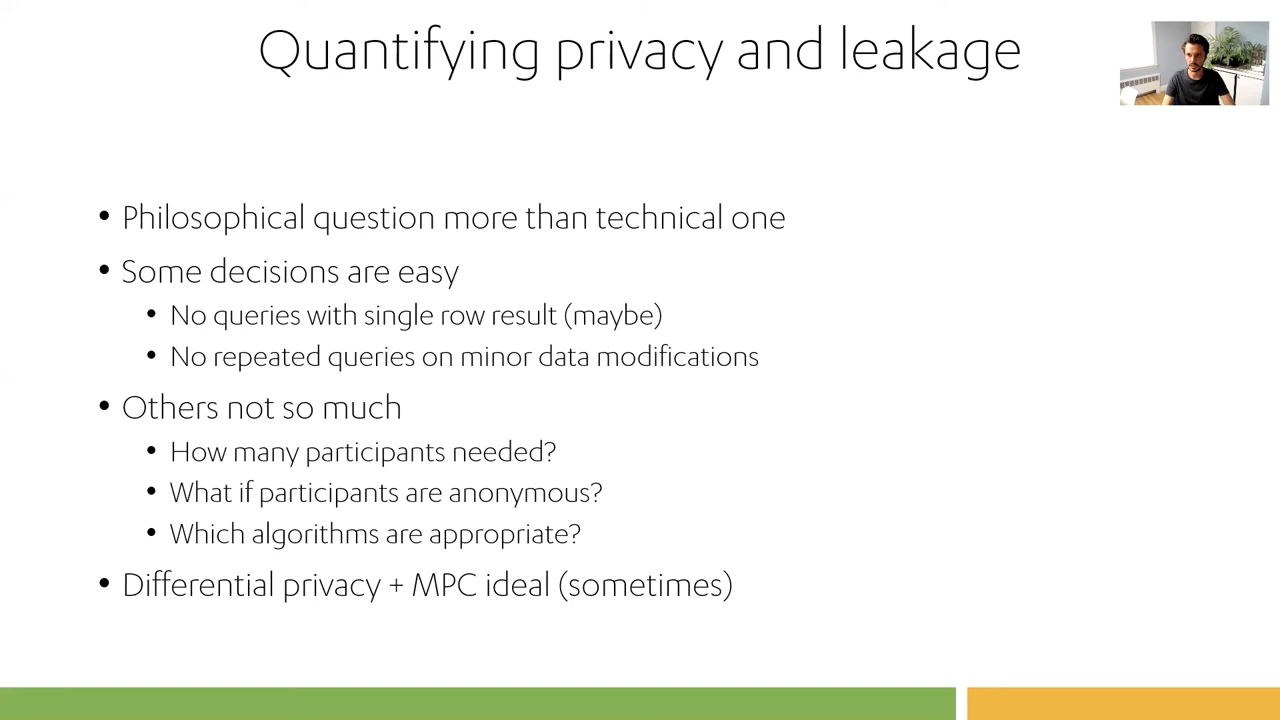 Quantifying privacy and leakage
• Philosophical question more than technical one
• Some decisions are easy
• No queries with single row result (maybe)
• No repeated queries on minor data modifications
• Others not so much
• How many participants needed?
• What if participants are anonymous?
• Which algorithms are appropriate?
• Differential privacy + MPC ideal (sometimes)